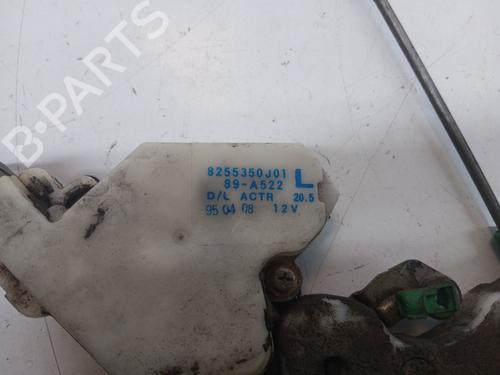 B-PARTS
8255350J01 L
89-A522
D/L ACTR 20.5
95 04 08 12V